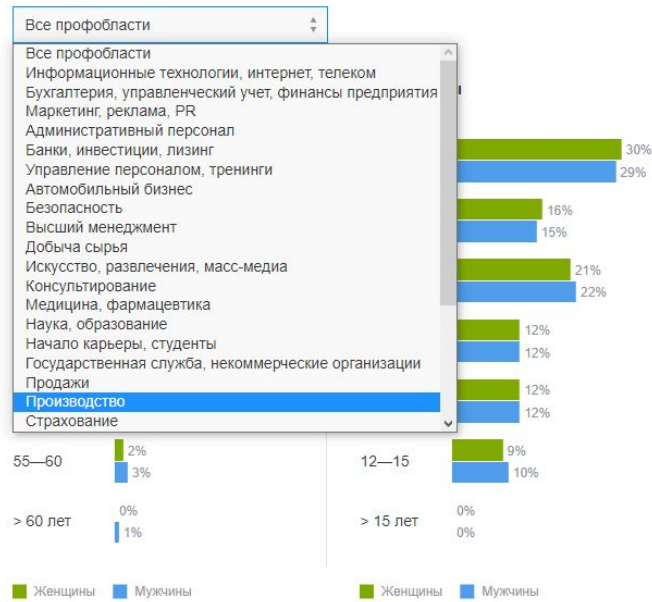 Все профобласти
Все профобласти
Информационные технологии, интернет, телеком
Бухгалтерия, управленческий учет, финансы предприятия
Маркетинг, реклама, PR
Административный персонал
Банки, инвестиции, лизинг
Управление персоналом, тренинги
Автомобильный бизнес
Безопасность
Высший менеджмент
Добыча сырья
Искусство, развлечения, масс-медиа
Консультирование
Медицина, фармацевтика
Наука, образование
Начало карьеры, студенты
Государственная служба, некоммерческие организации
Продажи
Производство
Страхование
30%
29%
16%
15%
21%
22%
12%
12%
12%
12%
55—60 2% 12—15 9%
3% 10%
> 60 лет 0% > 15 лет 0%
1% 0%
Женщины Мужчины Женщины Мужчины